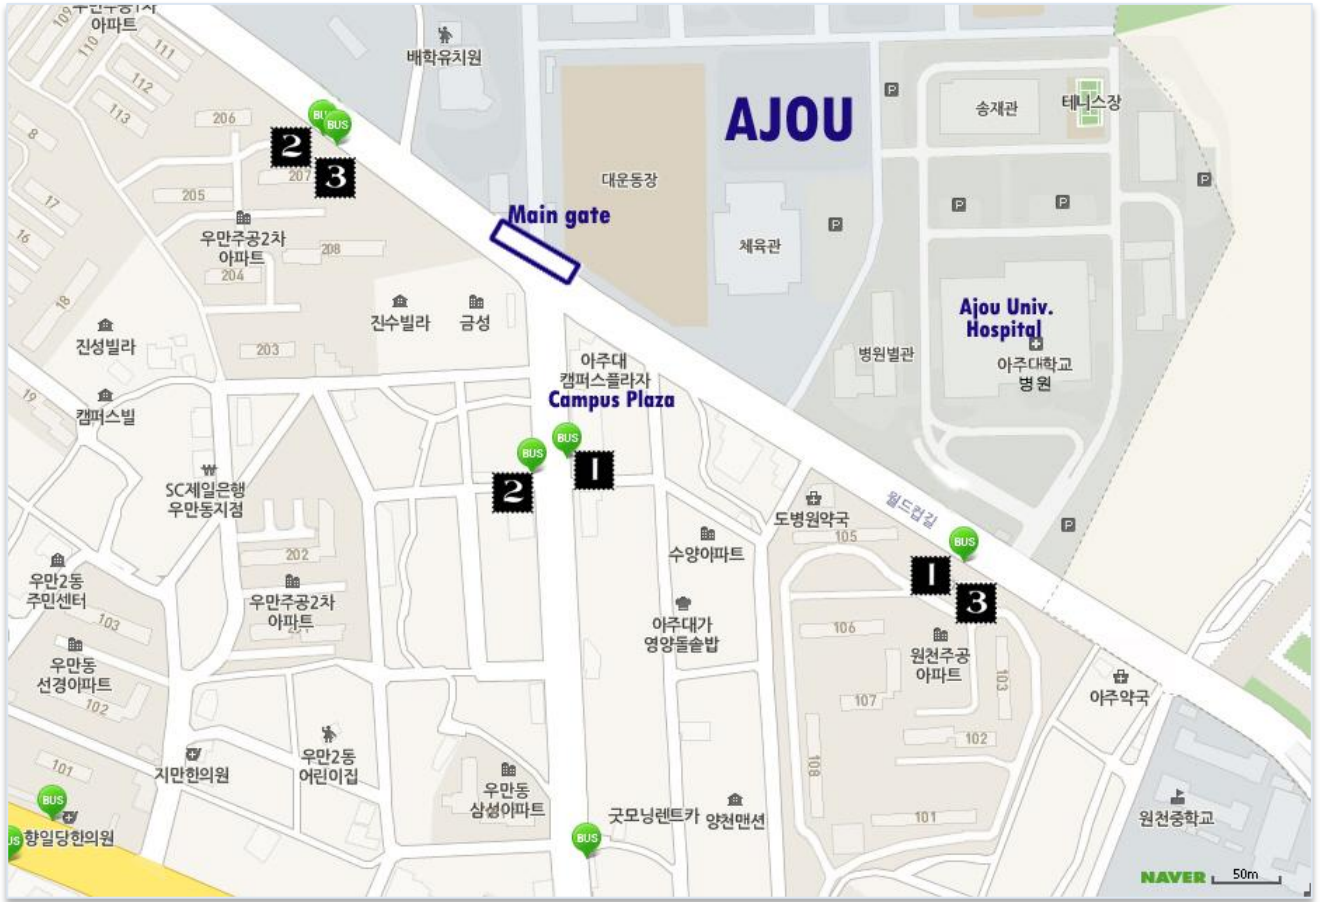 우만주공1차
아파트
109
110
111
112
113
배학유치원
206
BUS
2
3
207
205
8
17
16
18
우만주공2차
아파트
208
204
203
AJOU
송재관
테니스장
P
P
P
P
P
대운동장
Main gate
체육관
Ajou Univ.
Hospital
아주대학교
병원
병원별관
진수빌라
금성
진성빌라
19
캠퍼스빌
아주대
캠퍼스플라자
Campus Plaza
BUS
BUS
2
1
SC제일은행
우만동지점
도병원약국
월드컵길
105
수양아파트
BUS
1
3
202
우만2동
주민센터
우만주공2차
아파트
103
우만동
선경아파트
102
아주대가
영양돌솥밥
106
원천주공
아파트
103
107
102
108
101
아주약국
지만한의원
우만2동
어린이집
우만동
삼성아파트
굿모닝렌트카
양천맨션
원천중학교
101
BUS
향일당한의원
BUS
NAVER
50m